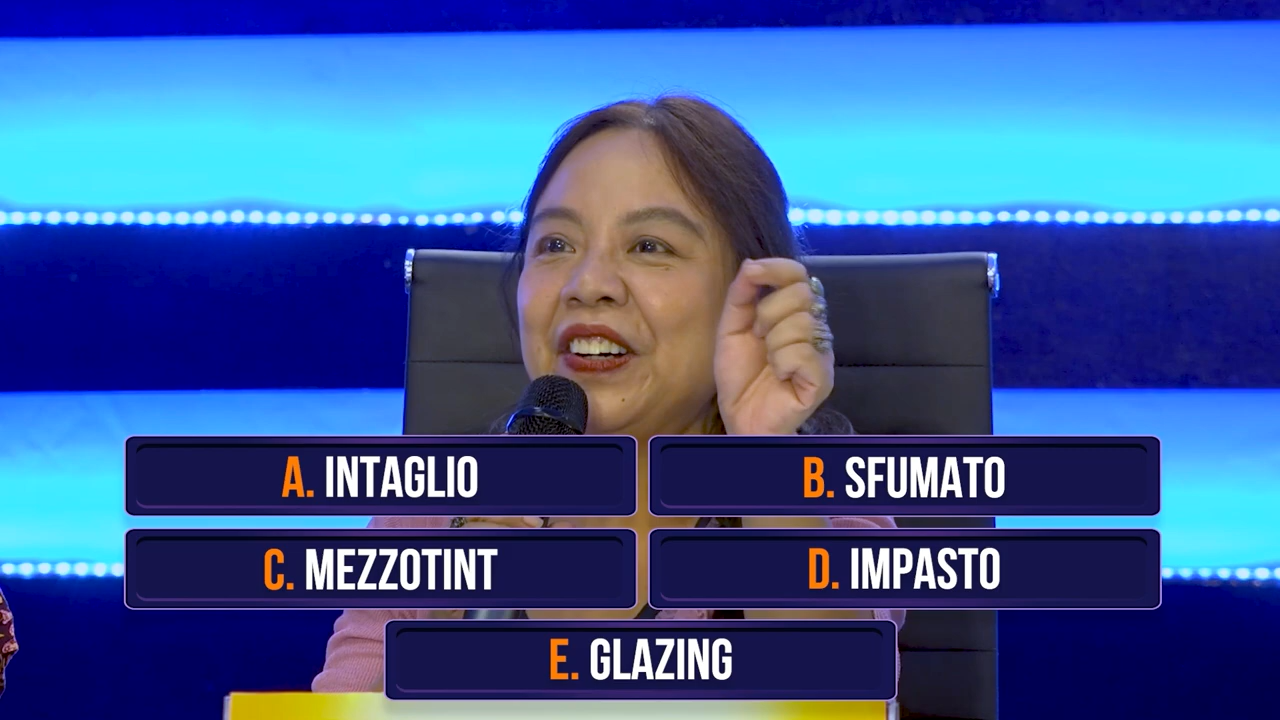 A. INTAGLIO
B. SFUMATO
C. MEZZOTINT
D. IMPASTO
E. GLAZING